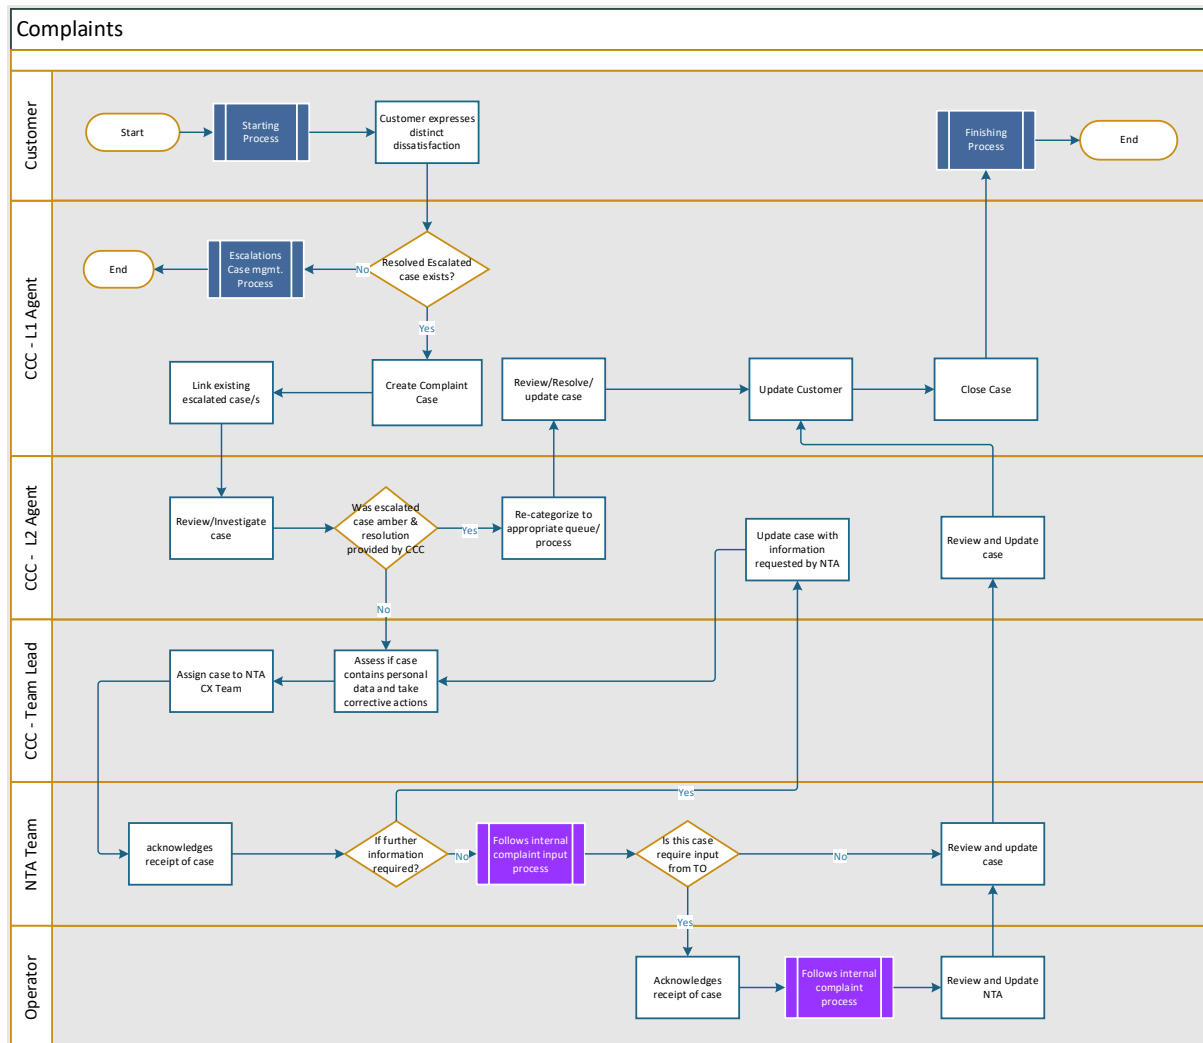 Complaints
Customer
Start
Starting
Process
Customer expresses
distinct
dissatisfaction
Finishing
Process
End
CCC - L1 Agent
End
Escalations
Case mgmt.
Process
No
Resolved Escalated
case exists?
Yes
Link existing
escalated case/s
Create Complaint
Case
Review/Resolve/
update case
Update Customer
Close Case
CCC -  L2 Agent
Review/Investigate
case
Was escalated
case amber &
resolution
provided by CCC
Yes
Re-categorize to
appropriate queue/
process
Update case with
information
requested by NTA
Review and Update
case
No
CCC - Team Lead
Assign case to NTA
CX Team
Assess if case
contains personal
data and take
corrective actions
NTA Team
Yes
acknowledges
receipt of case
If further
information
required?
No
Follows internal
complaint input
process
Is this case
require input
from TO
No
Review and update
case
Yes
Operator
Acknowledges
receipt of case
Follows internal
complaint
process
Review and Update
NTA